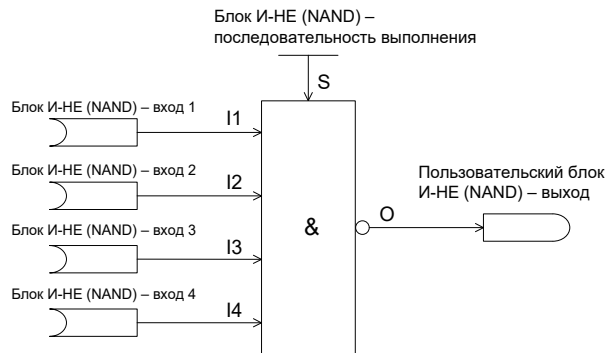 Блок И-НЕ (NAND) –
последовательность выполнения
S
Блок И-НЕ (NAND) – вход 1
I1
Блок И-НЕ (NAND) – вход 2
I2
Пользовательский блок
И-НЕ (NAND) – выход
&
O
Блок И-НЕ (NAND) – вход 3
I3
Блок И-НЕ (NAND) – вход 4
I4